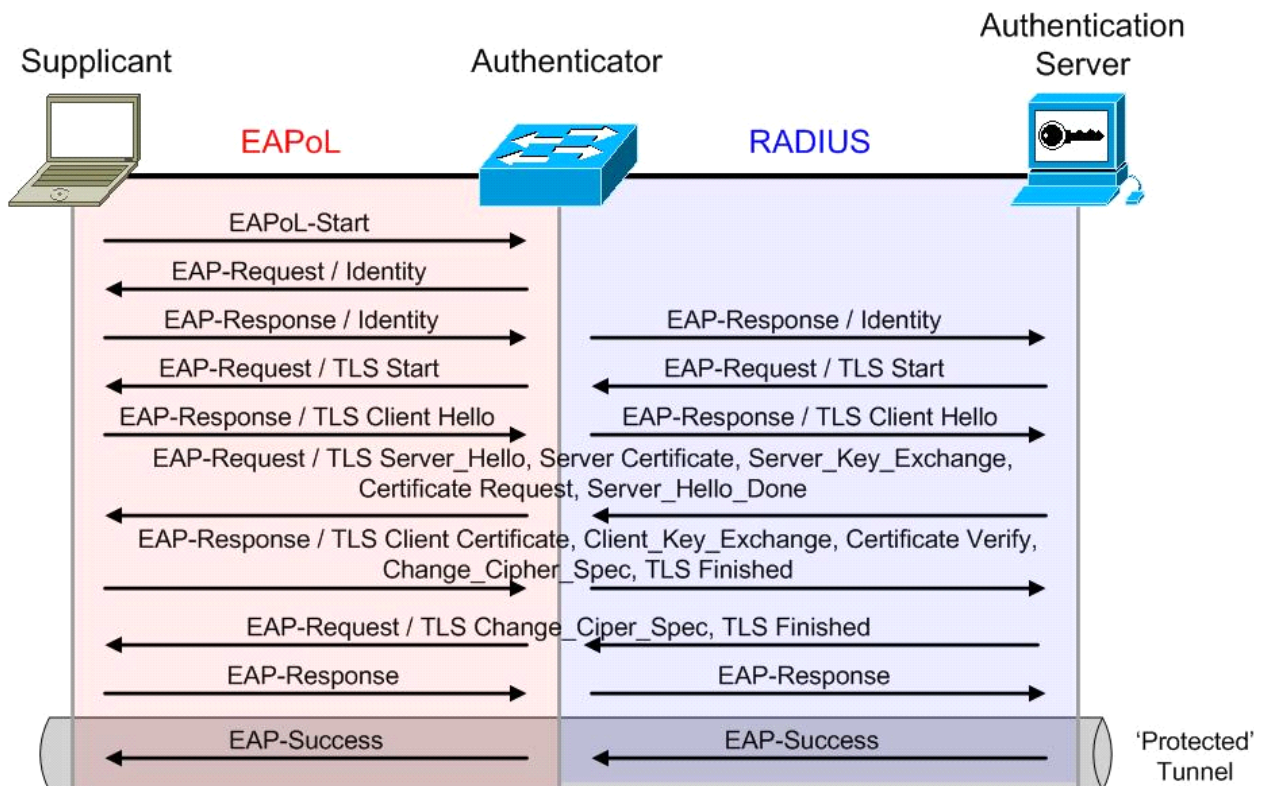 Supplicant
Authenticator
Authentication
Server
EAPoL
RADIUS
EAPoL-Start
EAP-Request / Identity
EAP-Response / Identity
EAP-Response / Identity
EAP-Request / TLS Start
EAP-Request / TLS Start
EAP-Response / TLS Client Hello
EAP-Response / TLS Client Hello
EAP-Request / TLS Server_Hello, Server Certificate, Server_Key_Exchange,
Certificate Request, Server_Hello_Done
EAP-Response / TLS Client Certificate, Client_Key_Exchange, Certificate Verify,
Change_Cipher_Spec, TLS Finished
EAP-Request / TLS Change_Ciper_Spec, TLS Finished
EAP-Response
EAP-Response
EAP-Success
EAP-Success
‘Protected’
Tunnel